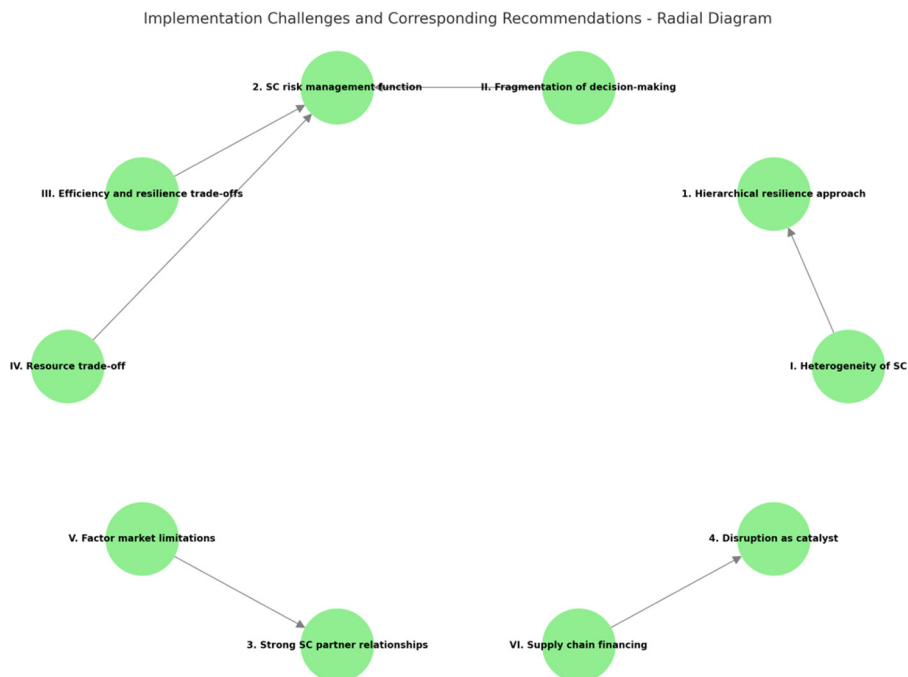 Implementation Challenges and Corresponding Recommendations - Radial Diagram
2. SC risk management function
II. Fragmentation of decision-making
III. Efficiency and resilience trade-offs
1. Hierarchical resilience approach
IV. Resource trade-off
I. Heterogeneity of SC
V. Factor market limitations
4. Disruption as catalyst
3. Strong SC partner relationships
VI. Supply chain financing